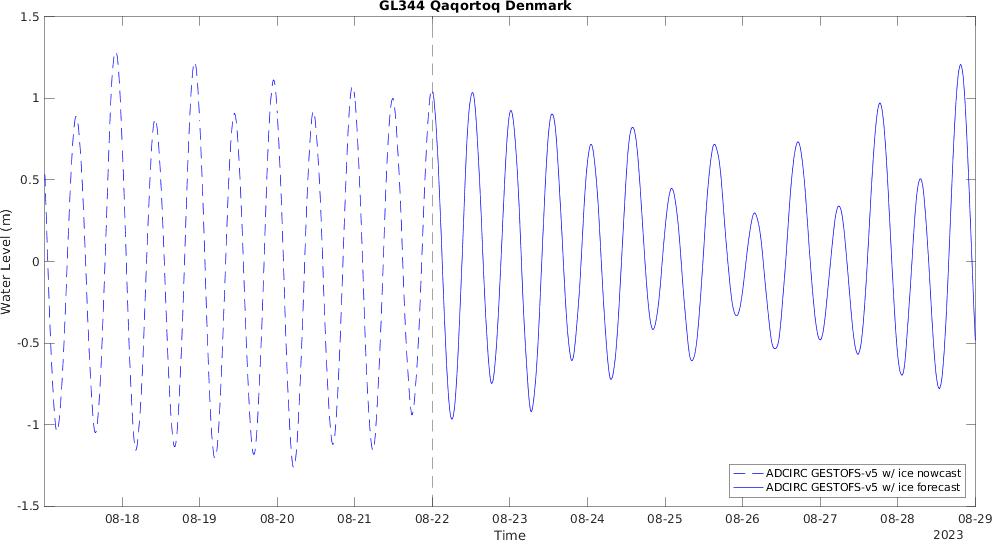 GL344 Qaqortoq Denmark
1.5
1
0.5
0
-0.5
-1
-1.5
Water Level (m)
ADCIRC GESTOFS-v5 w/ ice nowcast
ADCIRC GESTOFS-v5 w/ ice forecast
08-18 08-19 08-20 08-21 08-22 08-23 08-24 08-25 08-26 08-27 08-28 08-29
Time
2023